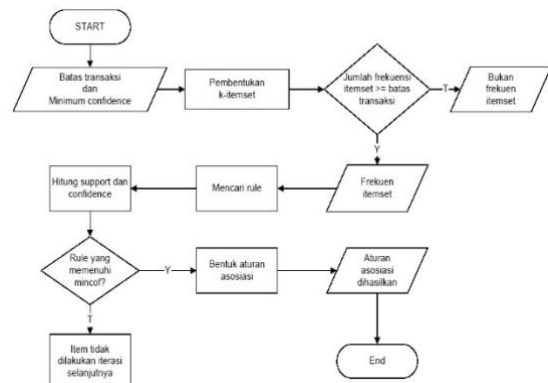 START
Batas transaksi
dan
Minimum confidence
Pembentukan
k-itemset
Jumlah frekuensi
itemset >= batas
transaksi
T
Bukan
frekuen
itemset
Y
Hitung support dan
confidence
Mencari rule
Frekuen
itemset
Rule yang
memenuhi
mincof?
Y
Bentuk aturan
asosiasi
Aturan
asosiasi
dihasilkan
T
Item tidak
dilakukan iterasi
selanjutnya
End